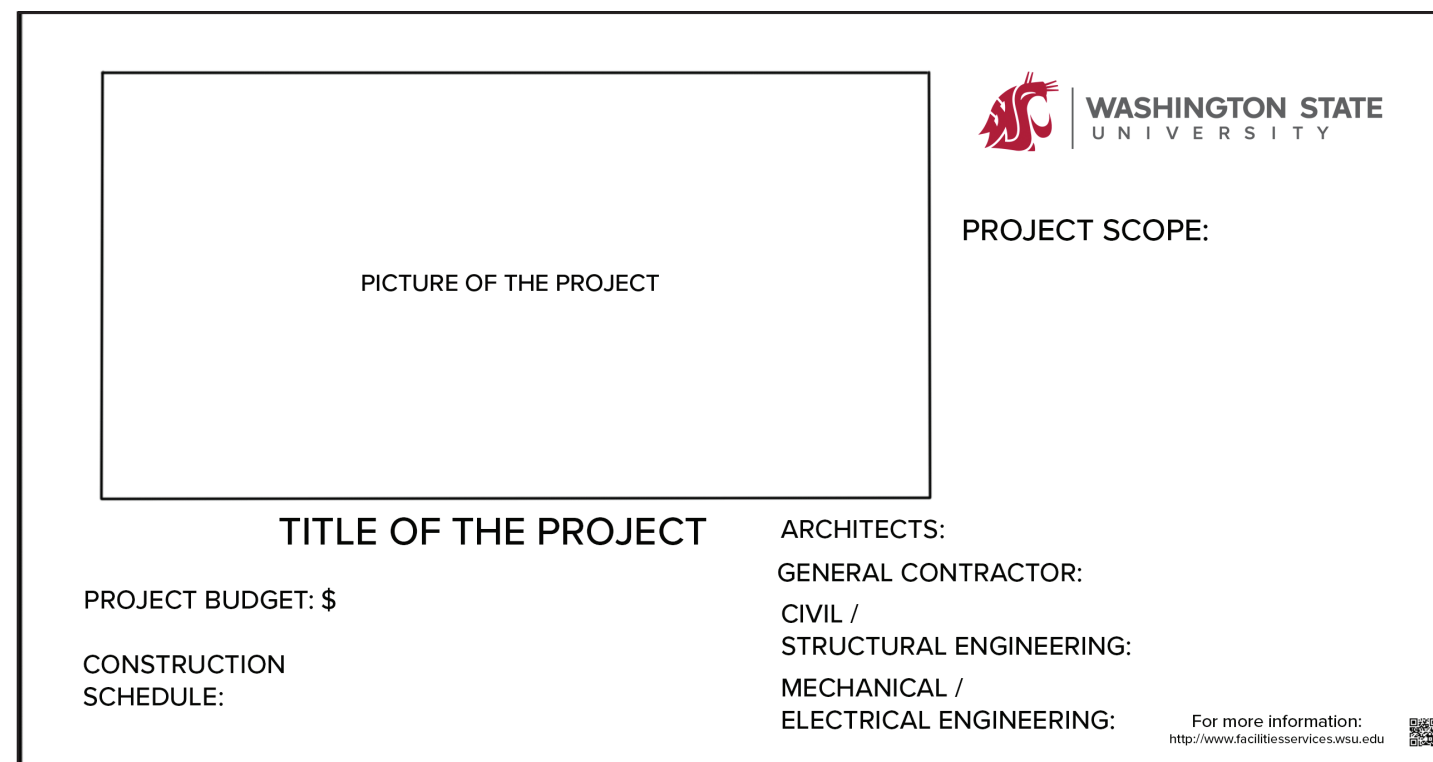 WASHINGTON STATE
UNIVERSITY
PROJECT SCOPE:
PICTURE OF THE PROJECT
TITLE OF THE PROJECT
PROJECT BUDGET: $
CONSTRUCTION
SCHEDULE:
ARCHITECTS:
GENERAL CONTRACTOR:
CIVIL /
STRUCTURAL ENGINEERING:
MECHANICAL /
ELECTRICAL ENGINEERING:
For more information:
http://www.facilitiesservices.wsu.edu